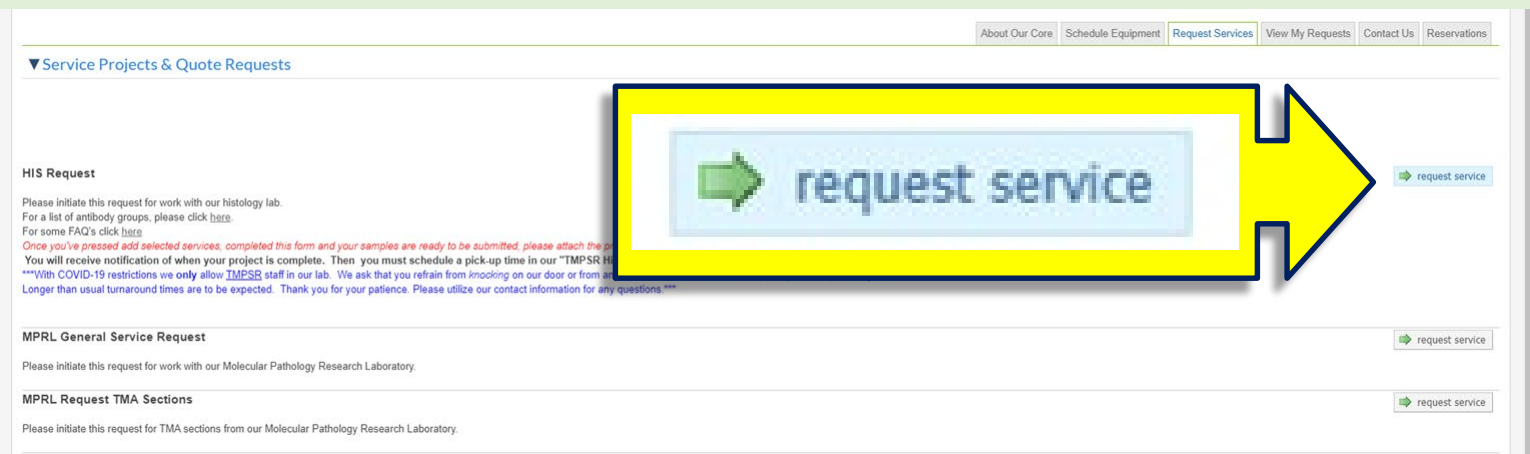 About Our Core Schedule Equipment Request Services View My Requests Contact Us Reservations
▼Service Projects & Quote Requests
request service
HIS Request
request service
Please initiate this request for work with our histology lab.
For a list of antibody groups, please click here.
For some FAQ's click here
Once you've pressed add selected services, completed this form and your samples are ready to be submitted, please attach the
You will receive notification of when your project is complete. Then you must schedule a pick-up time in our "TMPSR
***With COVID-19 restrictions we only allow TMPSR staff in our lab. We ask that you refrain from knocking on our door or from
Longer than usual turnaround times are to be expected. Thank you for your patience. Please utilize our contact information for any questions.***
MPRL General Service Request
request service
Please initiate this request for work with our Molecular Pathology Research Laboratory.
MPRL Request TMA Sections
request service
Please initiate this request for TMA sections from our Molecular Pathology Research Laboratory.